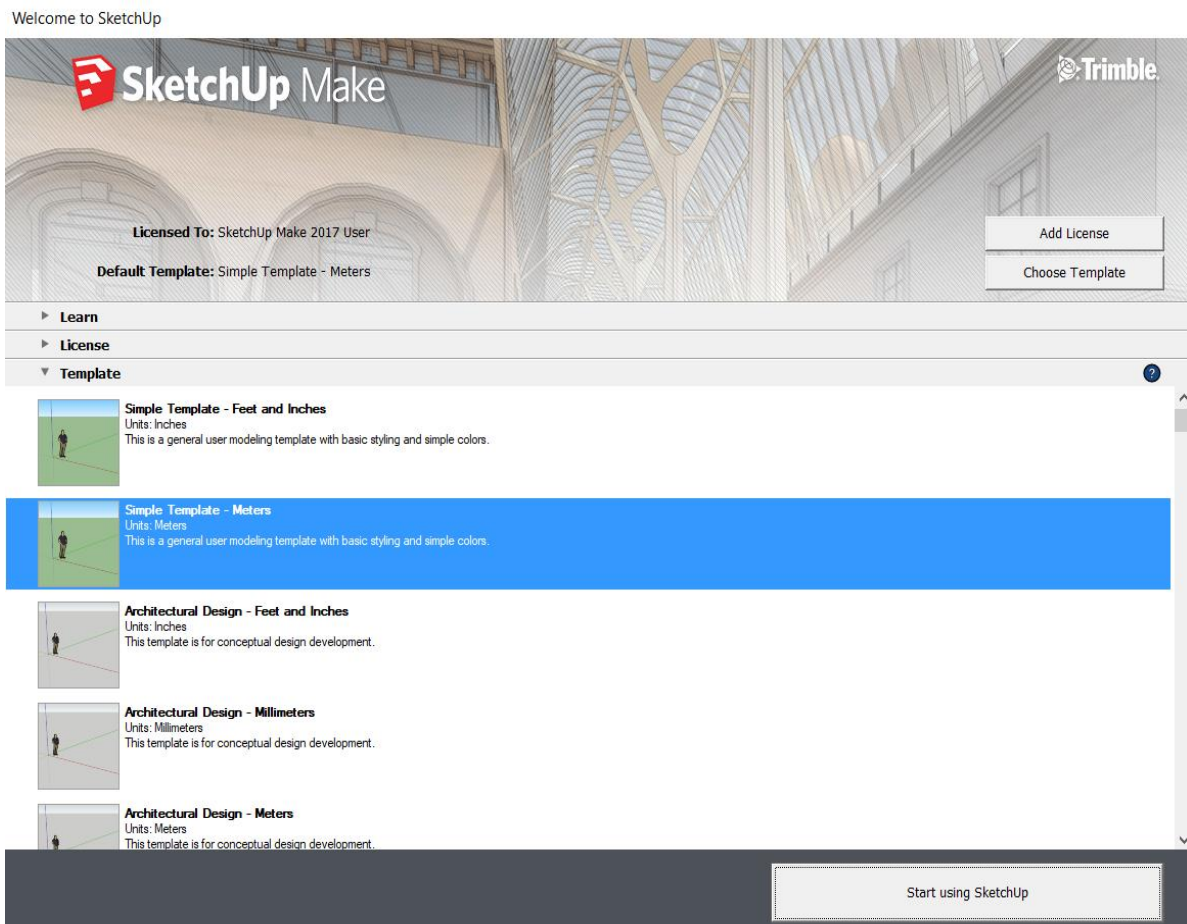 Welcome to SketchUp
SketchUp Make
Trimble.
Licensed To: SketchUp Make 2017 User
Add License
Default Template: Simple Template - Meters
Choose Template
Learn
License
Template
?
Simple Template - Feet and Inches
Units: Inches
This is a general user modeling template with basic styling and simple colors.
Simple Template - Meters
Units: Meters
This is a general user modeling template with basic styling and simple colors.
Architectural Design - Feet and Inches
Units: Inches
This template is for conceptual design development.
Architectural Design - Millimeters
Units: Millimeters
This template is for conceptual design development.
Architectural Design - Meters
Units: Meters
This template is for conceptual design development.
Start using SketchUp